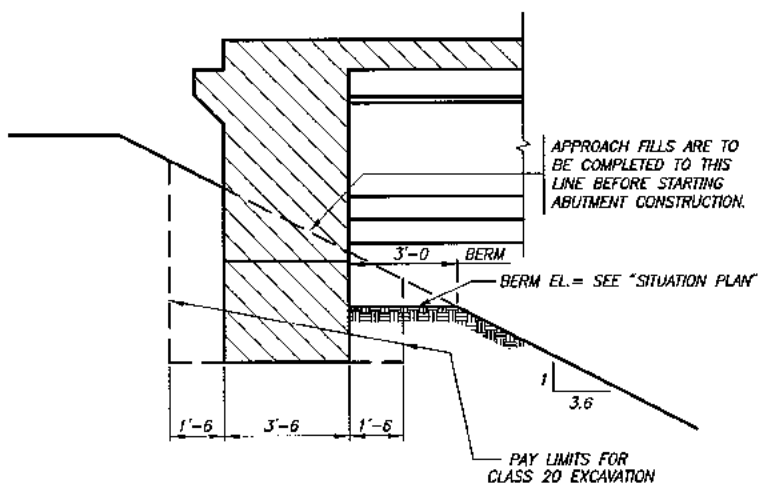 APPROACH FILLS ARE TO
BE COMPLETED TO THIS
LINE BEFORE STARTING
ABUTMENT CONSTRUCTION.
3'-0 BERM
BERM EL.= SEE "SITUATION PLAN"
1
3.6
1'-6 3'-6 1'-6
PAY LIMITS FOR
CLASS 20 EXCAVATION